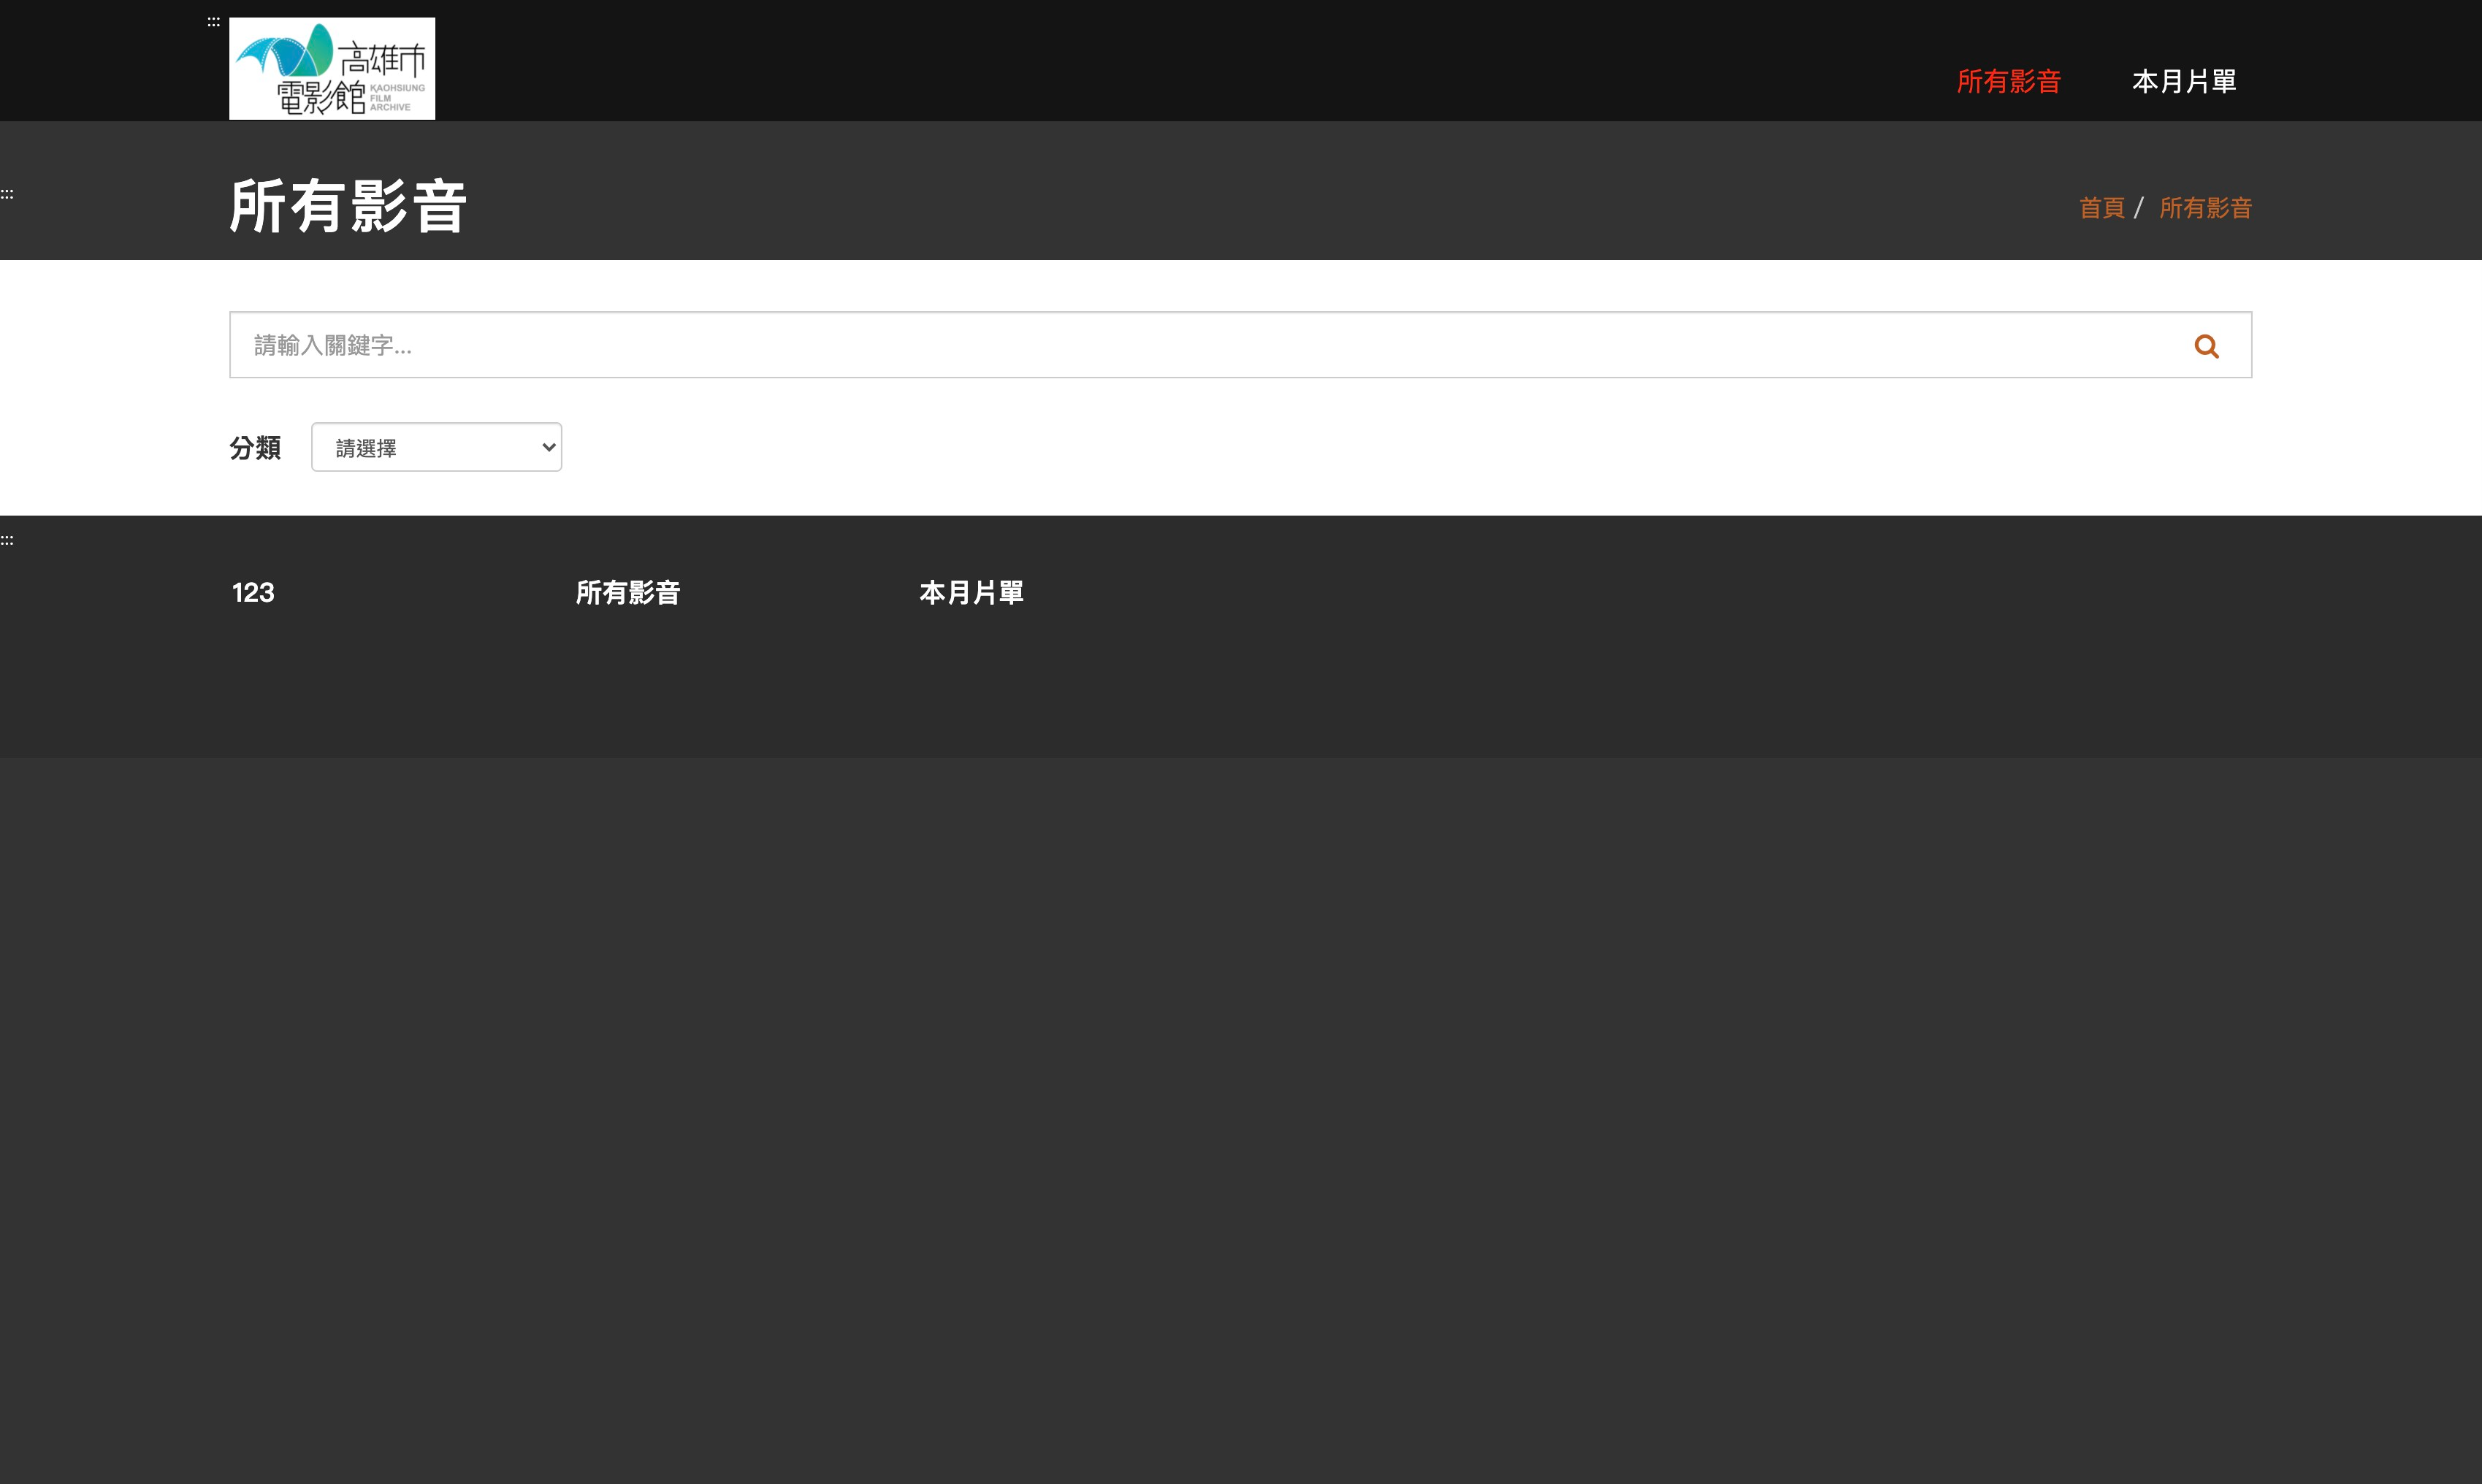 :::
高雄市
電影館 KAOHSIUNG
FILM
ARCHIVE
所有影音 本月片單
:::
所有影音
首頁 / 所有影音
請輸入關鍵字...
分類 請選擇
:::
123 所有影音 本月片單